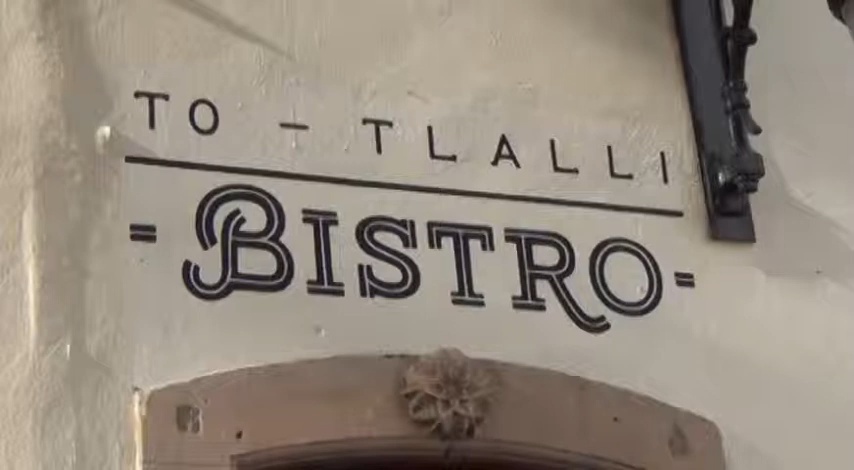 TO - TLALLI
=BISTRO=